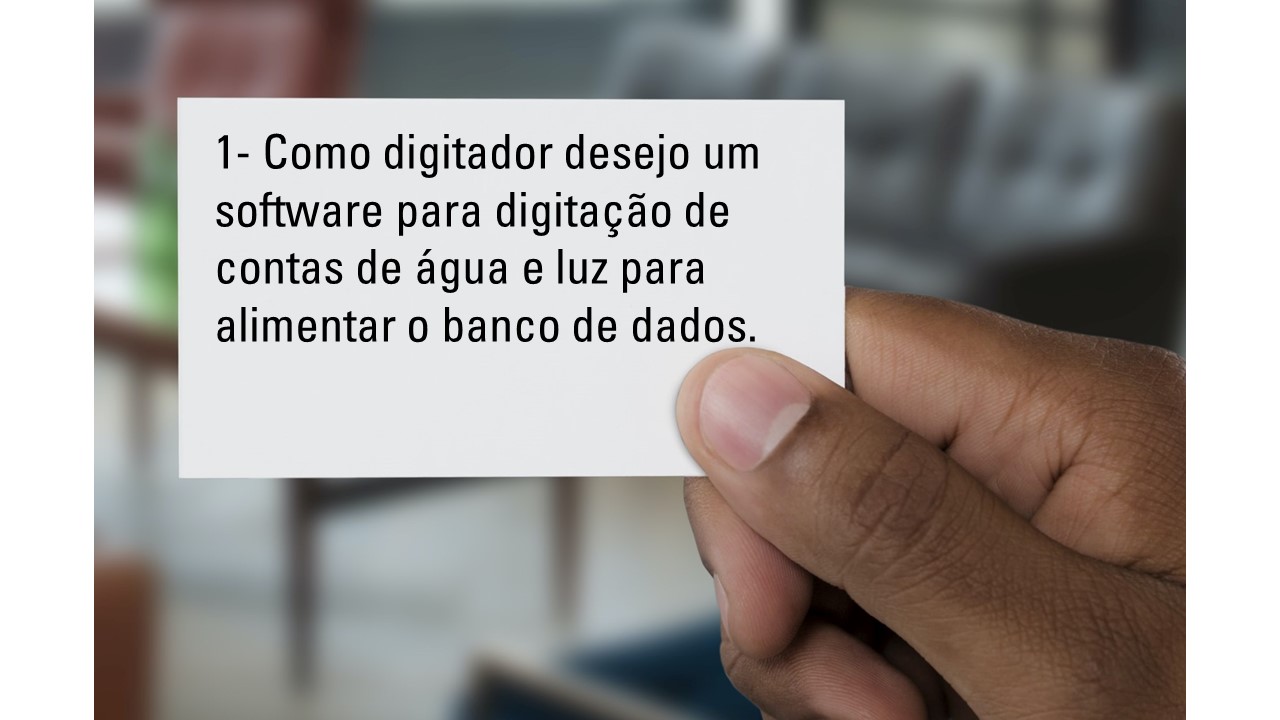 1- Como digitador desejo um
software para digitação de
contas de água e luz para
alimentar o banco de dados.